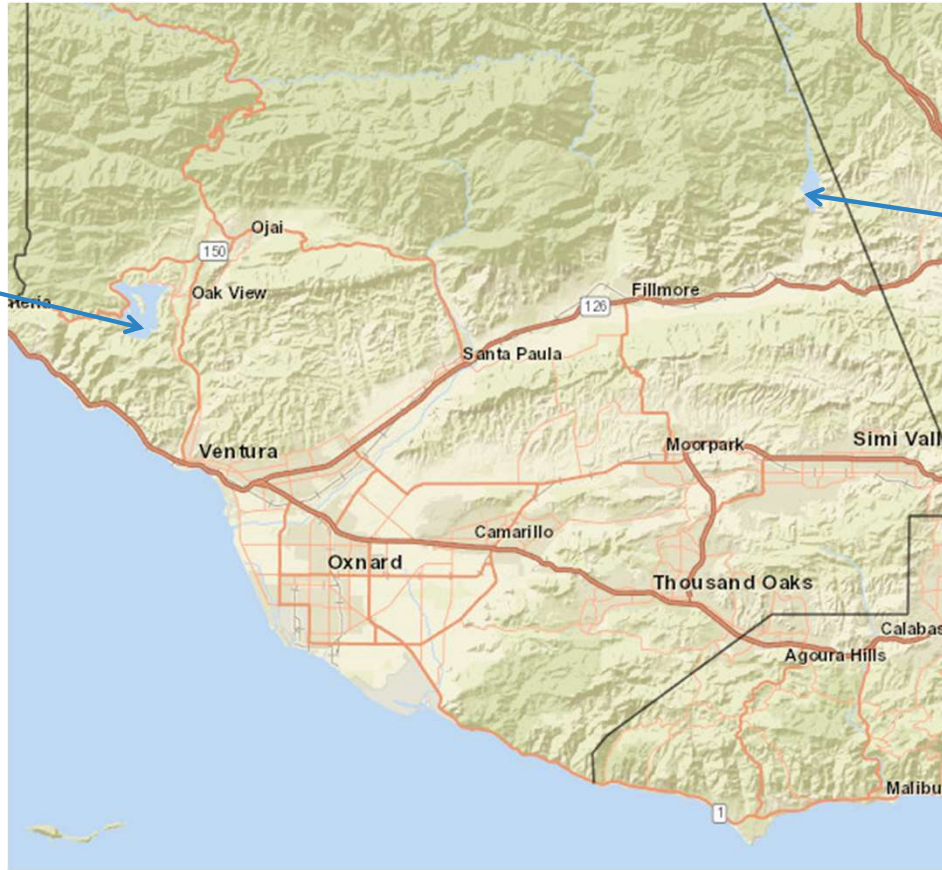 Ojai
150
Oak View
ateria
Fillmore
126
Santa Paula
Ventura
Moorpark
Simi Vall
Camarillo
Oxnard
Thousand Oaks
Calabas
Agoura Hills
Malibu
1